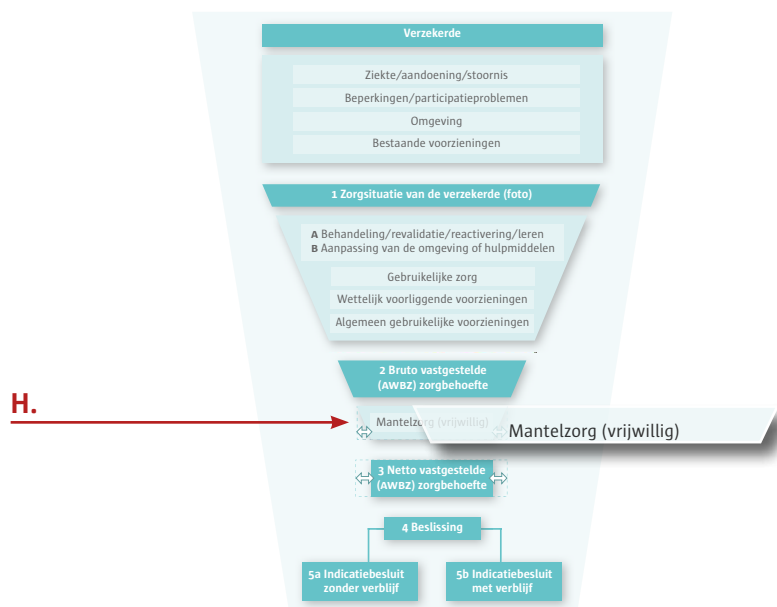 Verzekerde
Ziekte/aandoening/stoornis
Beperkingen/participatieproblemen
Omgeving
Bestaande voorzieningen
1 Zorgsituatie van de verzekerde (foto)
A Behandeling/revalidatie/reactivering/leren
B Aanpassing van de omgeving of hulpmiddelen
Gebruikelijke zorg
Wettelijk voorliggende voorzieningen
Algemeen gebruikelijke voorzieningen
2 Bruto vastgestelde
(AWBZ) zorgbehoefte
H.
Mantelzorg (vrijwillig)
Mantelzorg (vrijwillig)
3 Netto vastgestelde
(AWBZ) zorgbehoefte
4 Beslissing
5a Indicatiebesluit
zonder verblijf
5b Indicatiebesluit
met verblijf